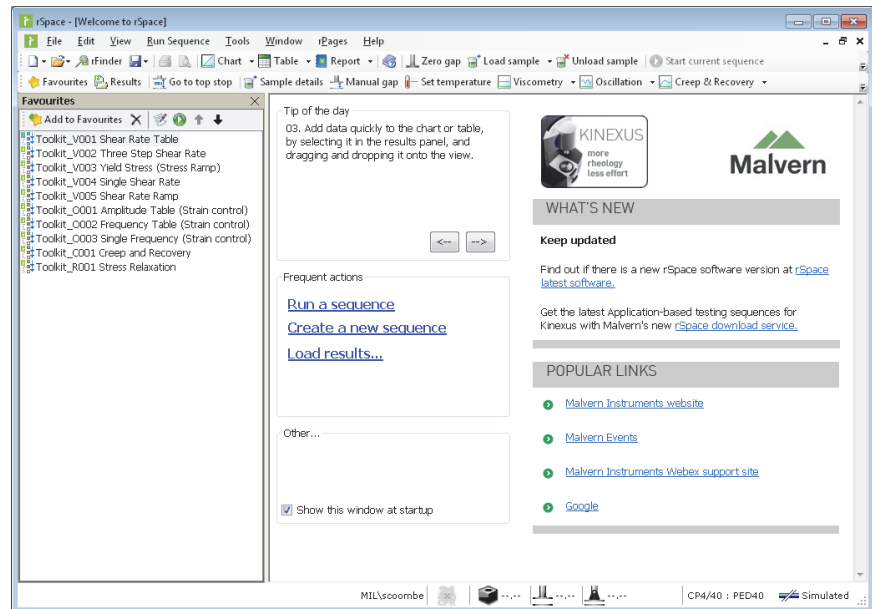 rSpace - [Welcome to rSpace]
File Edit View Run Sequence Tools Window rPages Help
rFinder Chart Table Report Zero gap Load sample Unload sample Start current sequence
Favourites Results Go to top stop Sample details Manual gap Set temperature Viscometry Oscillation Creep & Recovery
Favourites
Add to Favourites
Toolkit_V001 Shear Rate Table
Toolkit_V002 Three Step Shear Rate
Toolkit_V003 Yield Stress (Stress Ramp)
Toolkit_V004 Single Shear Rate
Toolkit_V005 Shear Rate Ramp
Toolkit_O001 Amplitude Table (Strain control)
Toolkit_O002 Frequency Table (Strain control)
Toolkit_O003 Single Frequency (Strain control)
Toolkit_C001 Creep and Recovery
Toolkit_R001 Stress Relaxation
Tip of the day
03. Add data quickly to the chart or table,
by selecting it in the results panel, and
dragging and dropping it onto the view.
<-- -->
Frequent actions
Run a sequence
Create a new sequence
Load results...
Other...
Show this window at startup
KINEXUS
more
rheology
less effort
Malvern
WHAT'S NEW
Keep updated
Find out if there is a new rSpace software version at rSpace
latest software.
Get the latest Application-based testing sequences for
Kinexus with Malvern's new rSpace download service.
POPULAR LINKS
Malvern Instruments website
Malvern Events
Malvern Instruments Webex support site
Google
MIL\scoombe --.-- --.-- --.-- CP4/40 : PED40 Simulated